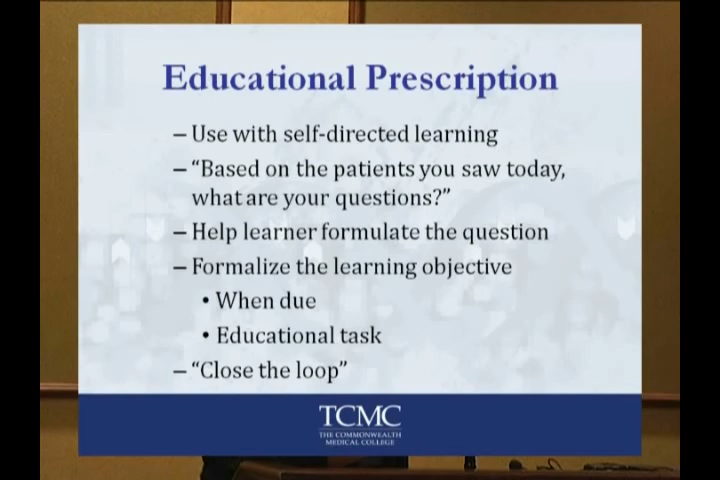 Educational Prescription
– Use with self-directed learning
– “Based on the patients you saw today,
what are your questions?”
– Help learner formulate the question
– Formalize the learning objective
• When due
• Educational task
– “Close the loop”
TCMC
THE COMMONWEALTH
MEDICAL COLLEGE